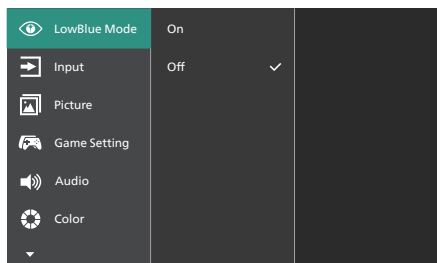 LowBlue Mode
On
Input
Off
Picture
Game Setting
Audio
Color